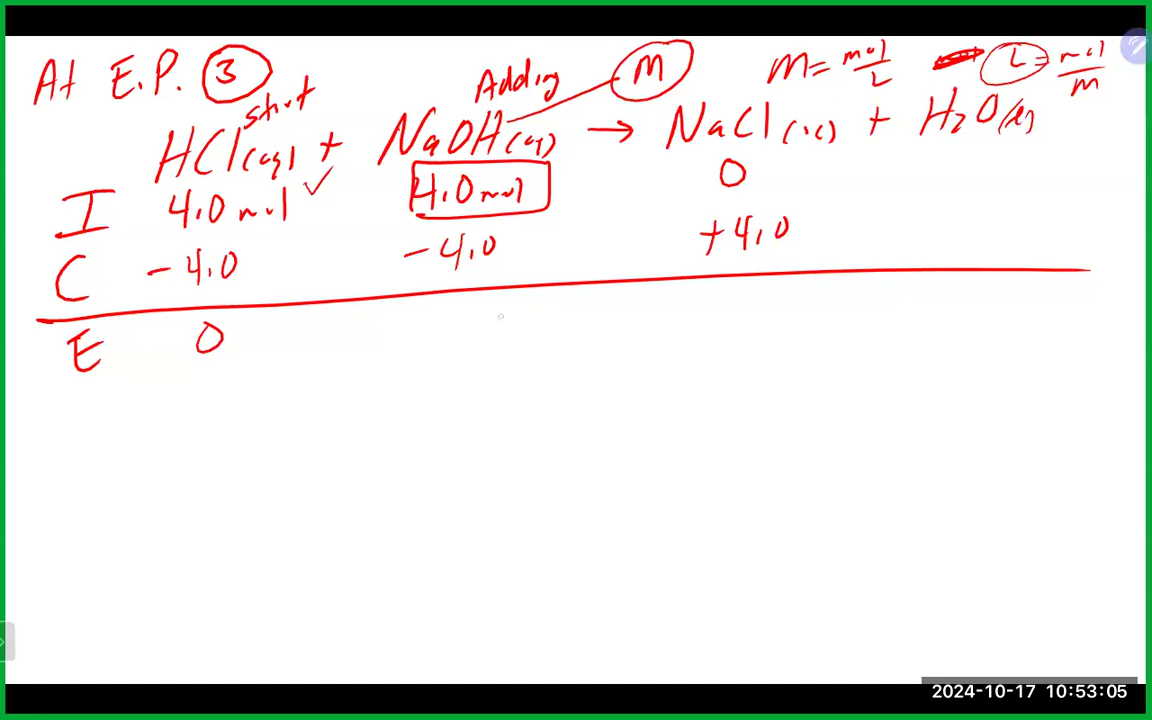 At E.P. 3 start Adding M M = mol/L L = mol/M
HCl(aq) + NaOH(aq) → NaCl(aq) + H₂O(l)
I 4.0 mol ✓ 4.0 mol 0
C -4.0 -4.0 +4.0
E 0
2024-10-17 10:53:05